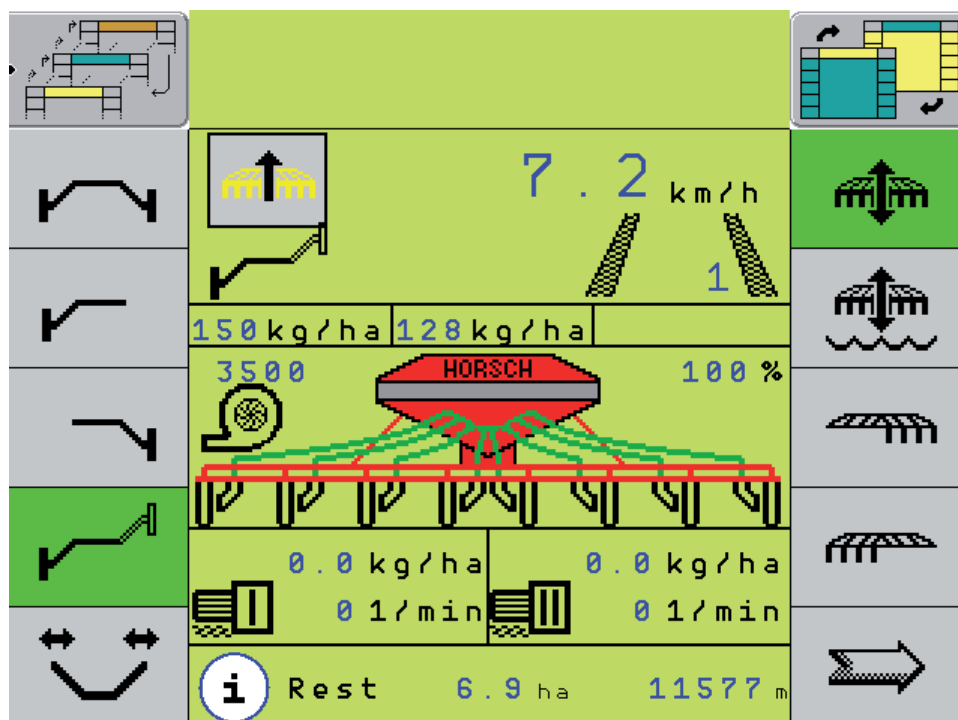 7.2 km/h
1
150 kg/ha 128 kg/ha
3500 HORSCH 100 %
0.0 kg/ha 0.0 kg/ha
I 0 1/min II 0 1/min
i Rest 6.9 ha 11577 m